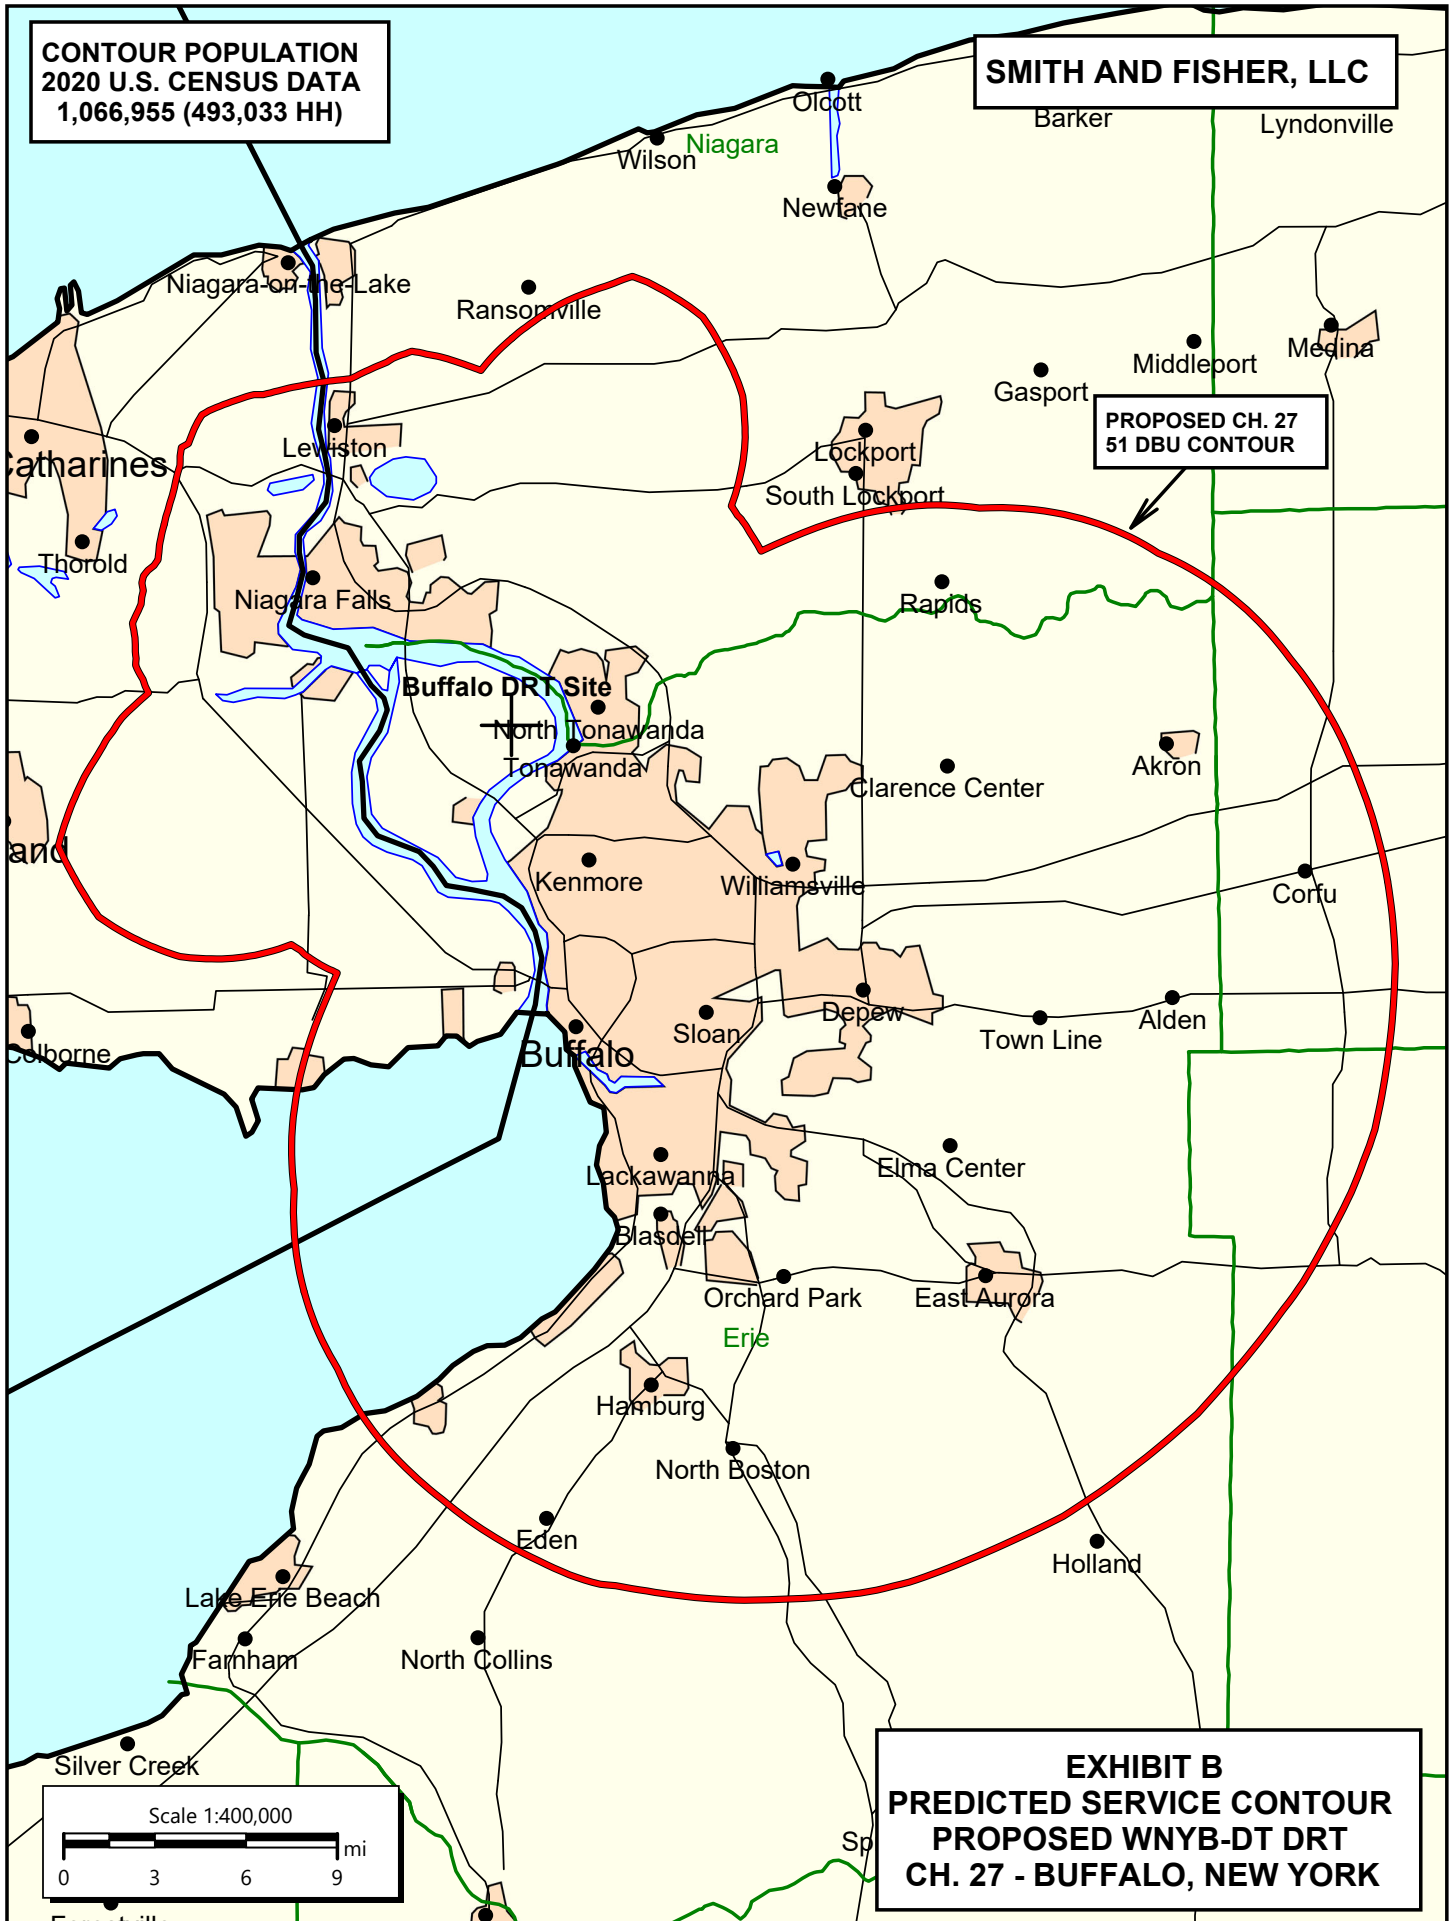 CONTOUR POPULATION
2020 U.S. CENSUS DATA
1,066,955 (493,033 HH)
SMITH AND FISHER, LLC
Olcott
Barker
Lyndonville
Wilson
Niagara
Newfane
Niagara-on-the-Lake
Ransomville
Medina
Middleport
Gasport
PROPOSED CH. 27
51 DBU CONTOUR
Lewiston
Lockport
Catharines
South Lockport
Thorold
Niagara Falls
Rapids
Buffalo DRT Site
North Tonawanda
Tonawanda
Akron
Clarence Center
and
Kenmore
Williamsville
Corfu
Depew
Alden
Sloan
Town Line
Buffalo
Colborne
Elma Center
Lackawanna
Blasdell
Orchard Park
East Aurora
Erie
Hamburg
North Boston
Eden
Holland
Lake Erie Beach
Farnham
North Collins
Silver Creek
EXHIBIT B
PREDICTED SERVICE CONTOUR
PROPOSED WNYB-DT DRT
CH. 27 - BUFFALO, NEW YORK
Scale 1:400,000
mi
0 3 6 9
Sp